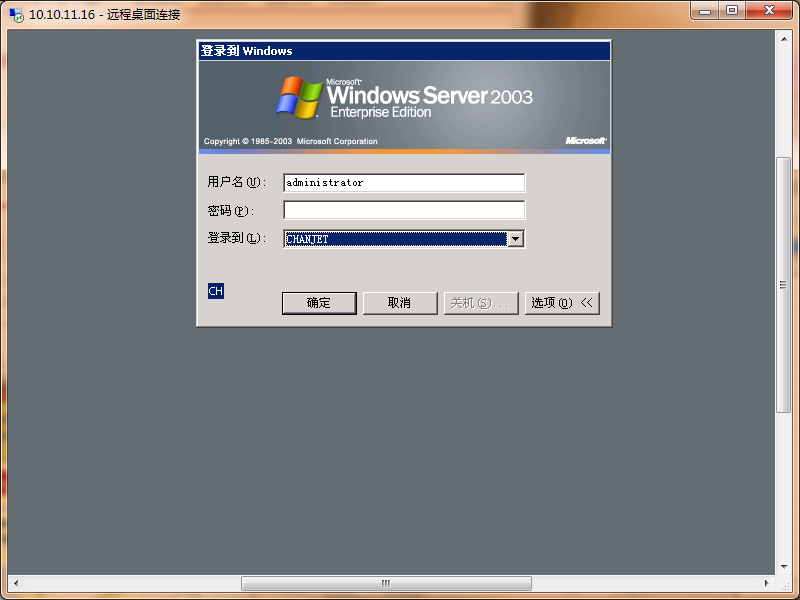 10.10.11.16 - 远程桌面连接
登录到 Windows
Microsoft
Windows Server 2003
Enterprise Edition
Copyright © 1985-2003 Microsoft Corporation
Microsoft
用户名(U): administrator
密码(P):
登录到(L): CHANJET
CH
确定 取消 关机(S)... 选项(O) <<